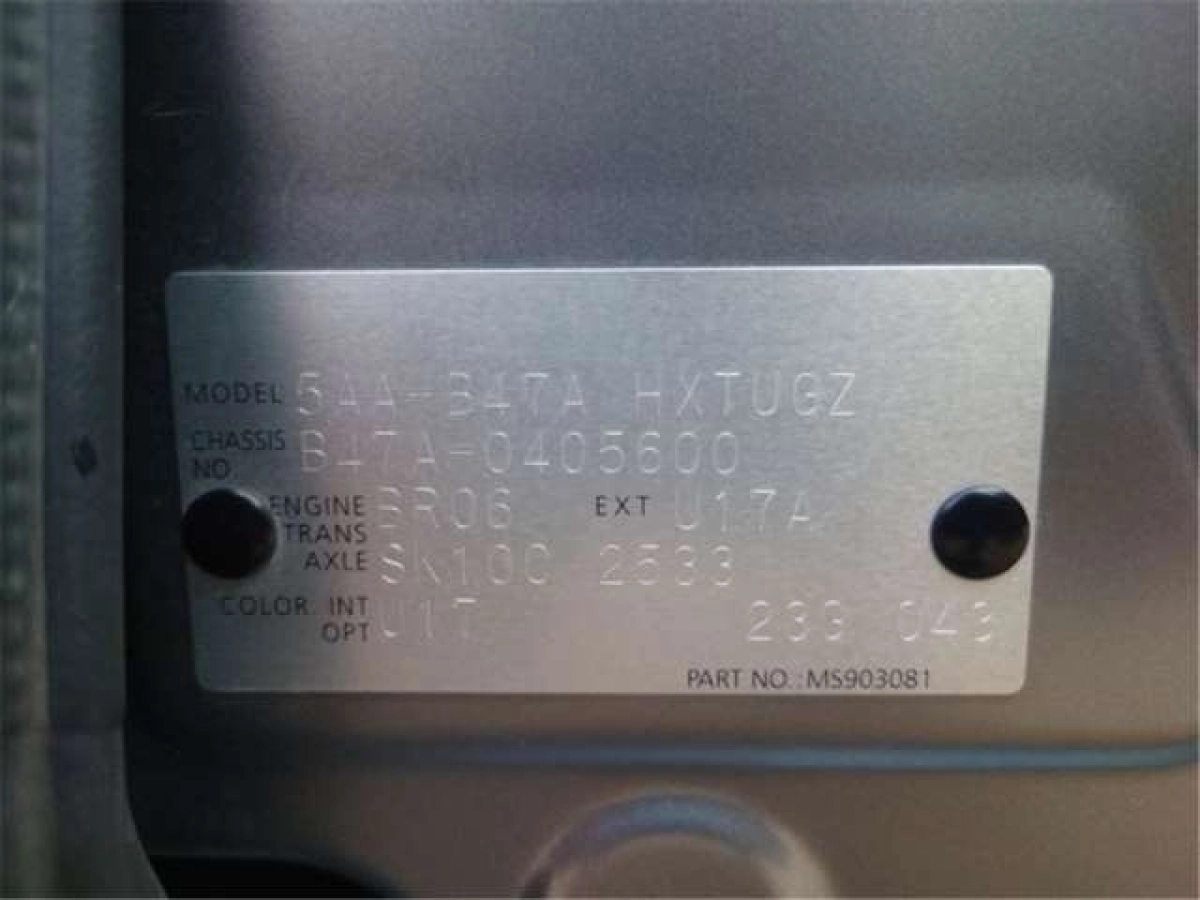 MODEL 5AA-B47A HXTUGZ
CHASSIS NO. B47A-0405600
ENGINE BR06 EXT U17A
TRANS AXLE SK10C 2533
COLOR INT OPT U17 23G 043
PART NO.:MS903081